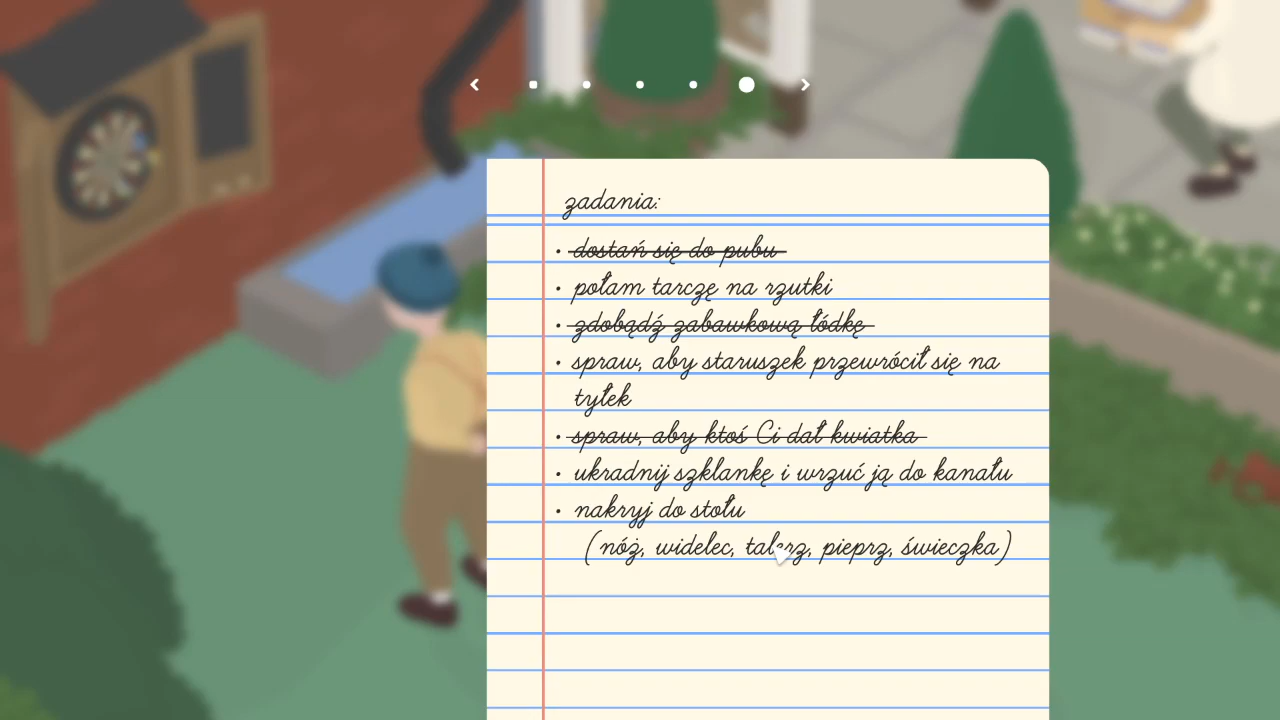 zadania:
• dostań się do pubu
• połam tarczę na rzutki
• zdobądź zabawkową łódkę
• spraw, aby staruszek przewrócił się na
tyłek
• spraw, aby ktoś Ci dał kwiatka
• ukradnij szklankę i wrzuć ją do kanału
• nakryj do stołu
(nóż, widelec, talerz, pieprz, świeczka)